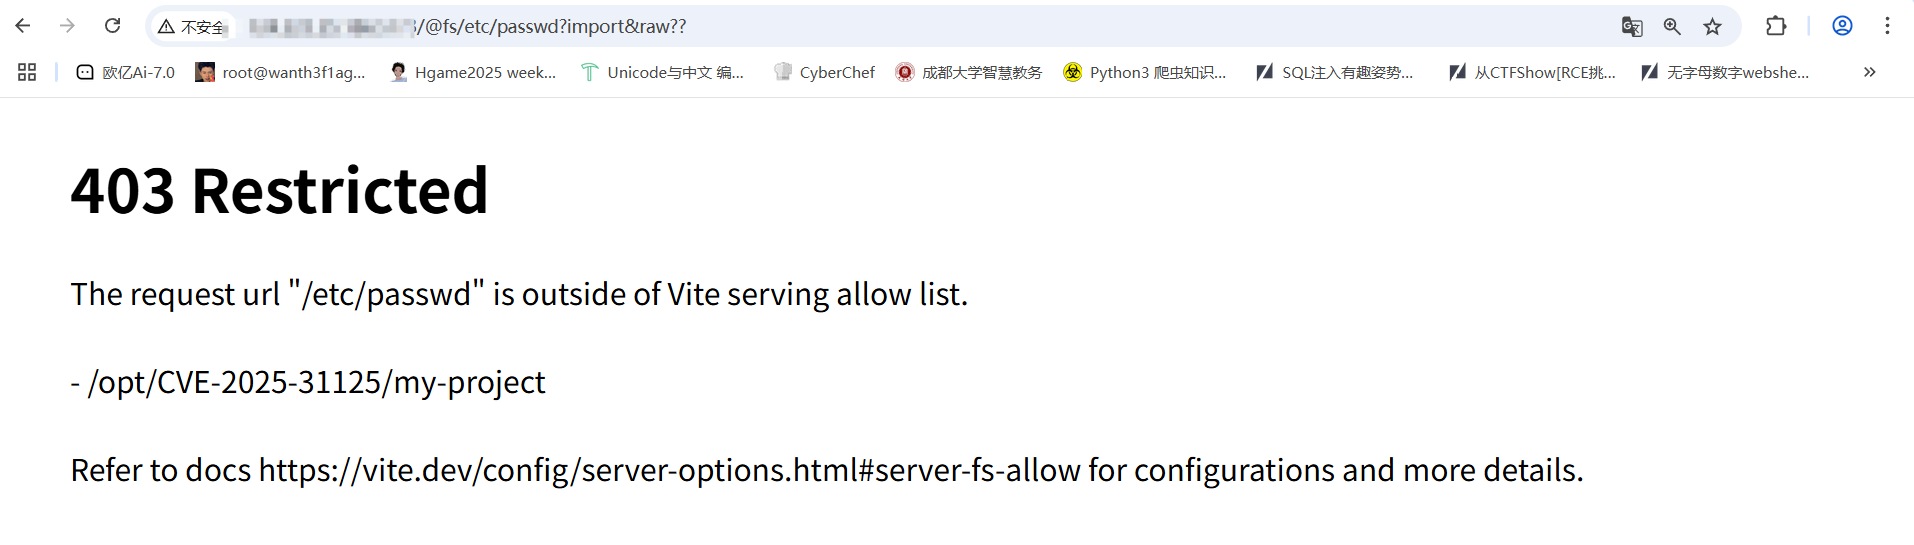 不安全 /@fs/etc/passwd?import&raw??
欧亿Ai-7.0 root@wanth3f1ag... Hgame2025 week... Unicode与中文 编... CyberChef 成都大学智慧教务 Python3 爬虫知识... SQL注入有趣姿势... 从CTFShow[RCE挑... 无字母数字webshe... »
403 Restricted
The request url "/etc/passwd" is outside of Vite serving allow list.
- /opt/CVE-2025-31125/my-project
Refer to docs https://vite.dev/config/server-options.html#server-fs-allow for configurations and more details.